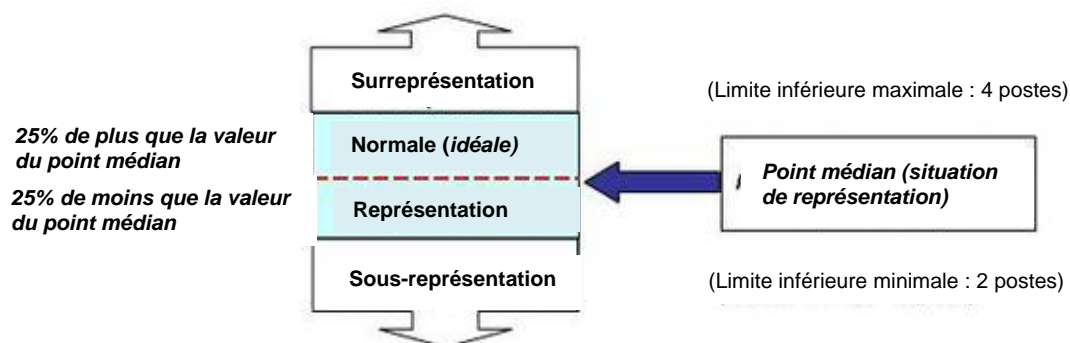 Surreprésentation
(Limite inférieure maximale : 4 postes)
25% de plus que la valeur
du point médian
Normale (idéale)
Point médian (situation
de représentation)
25% de moins que la valeur
du point médian
Représentation
Sous-représentation
(Limite inférieure minimale : 2 postes)